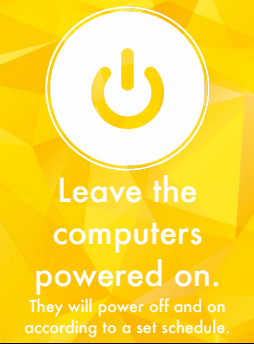 Leave the
computers
powered on.
They will power off and on
according to a set schedule.